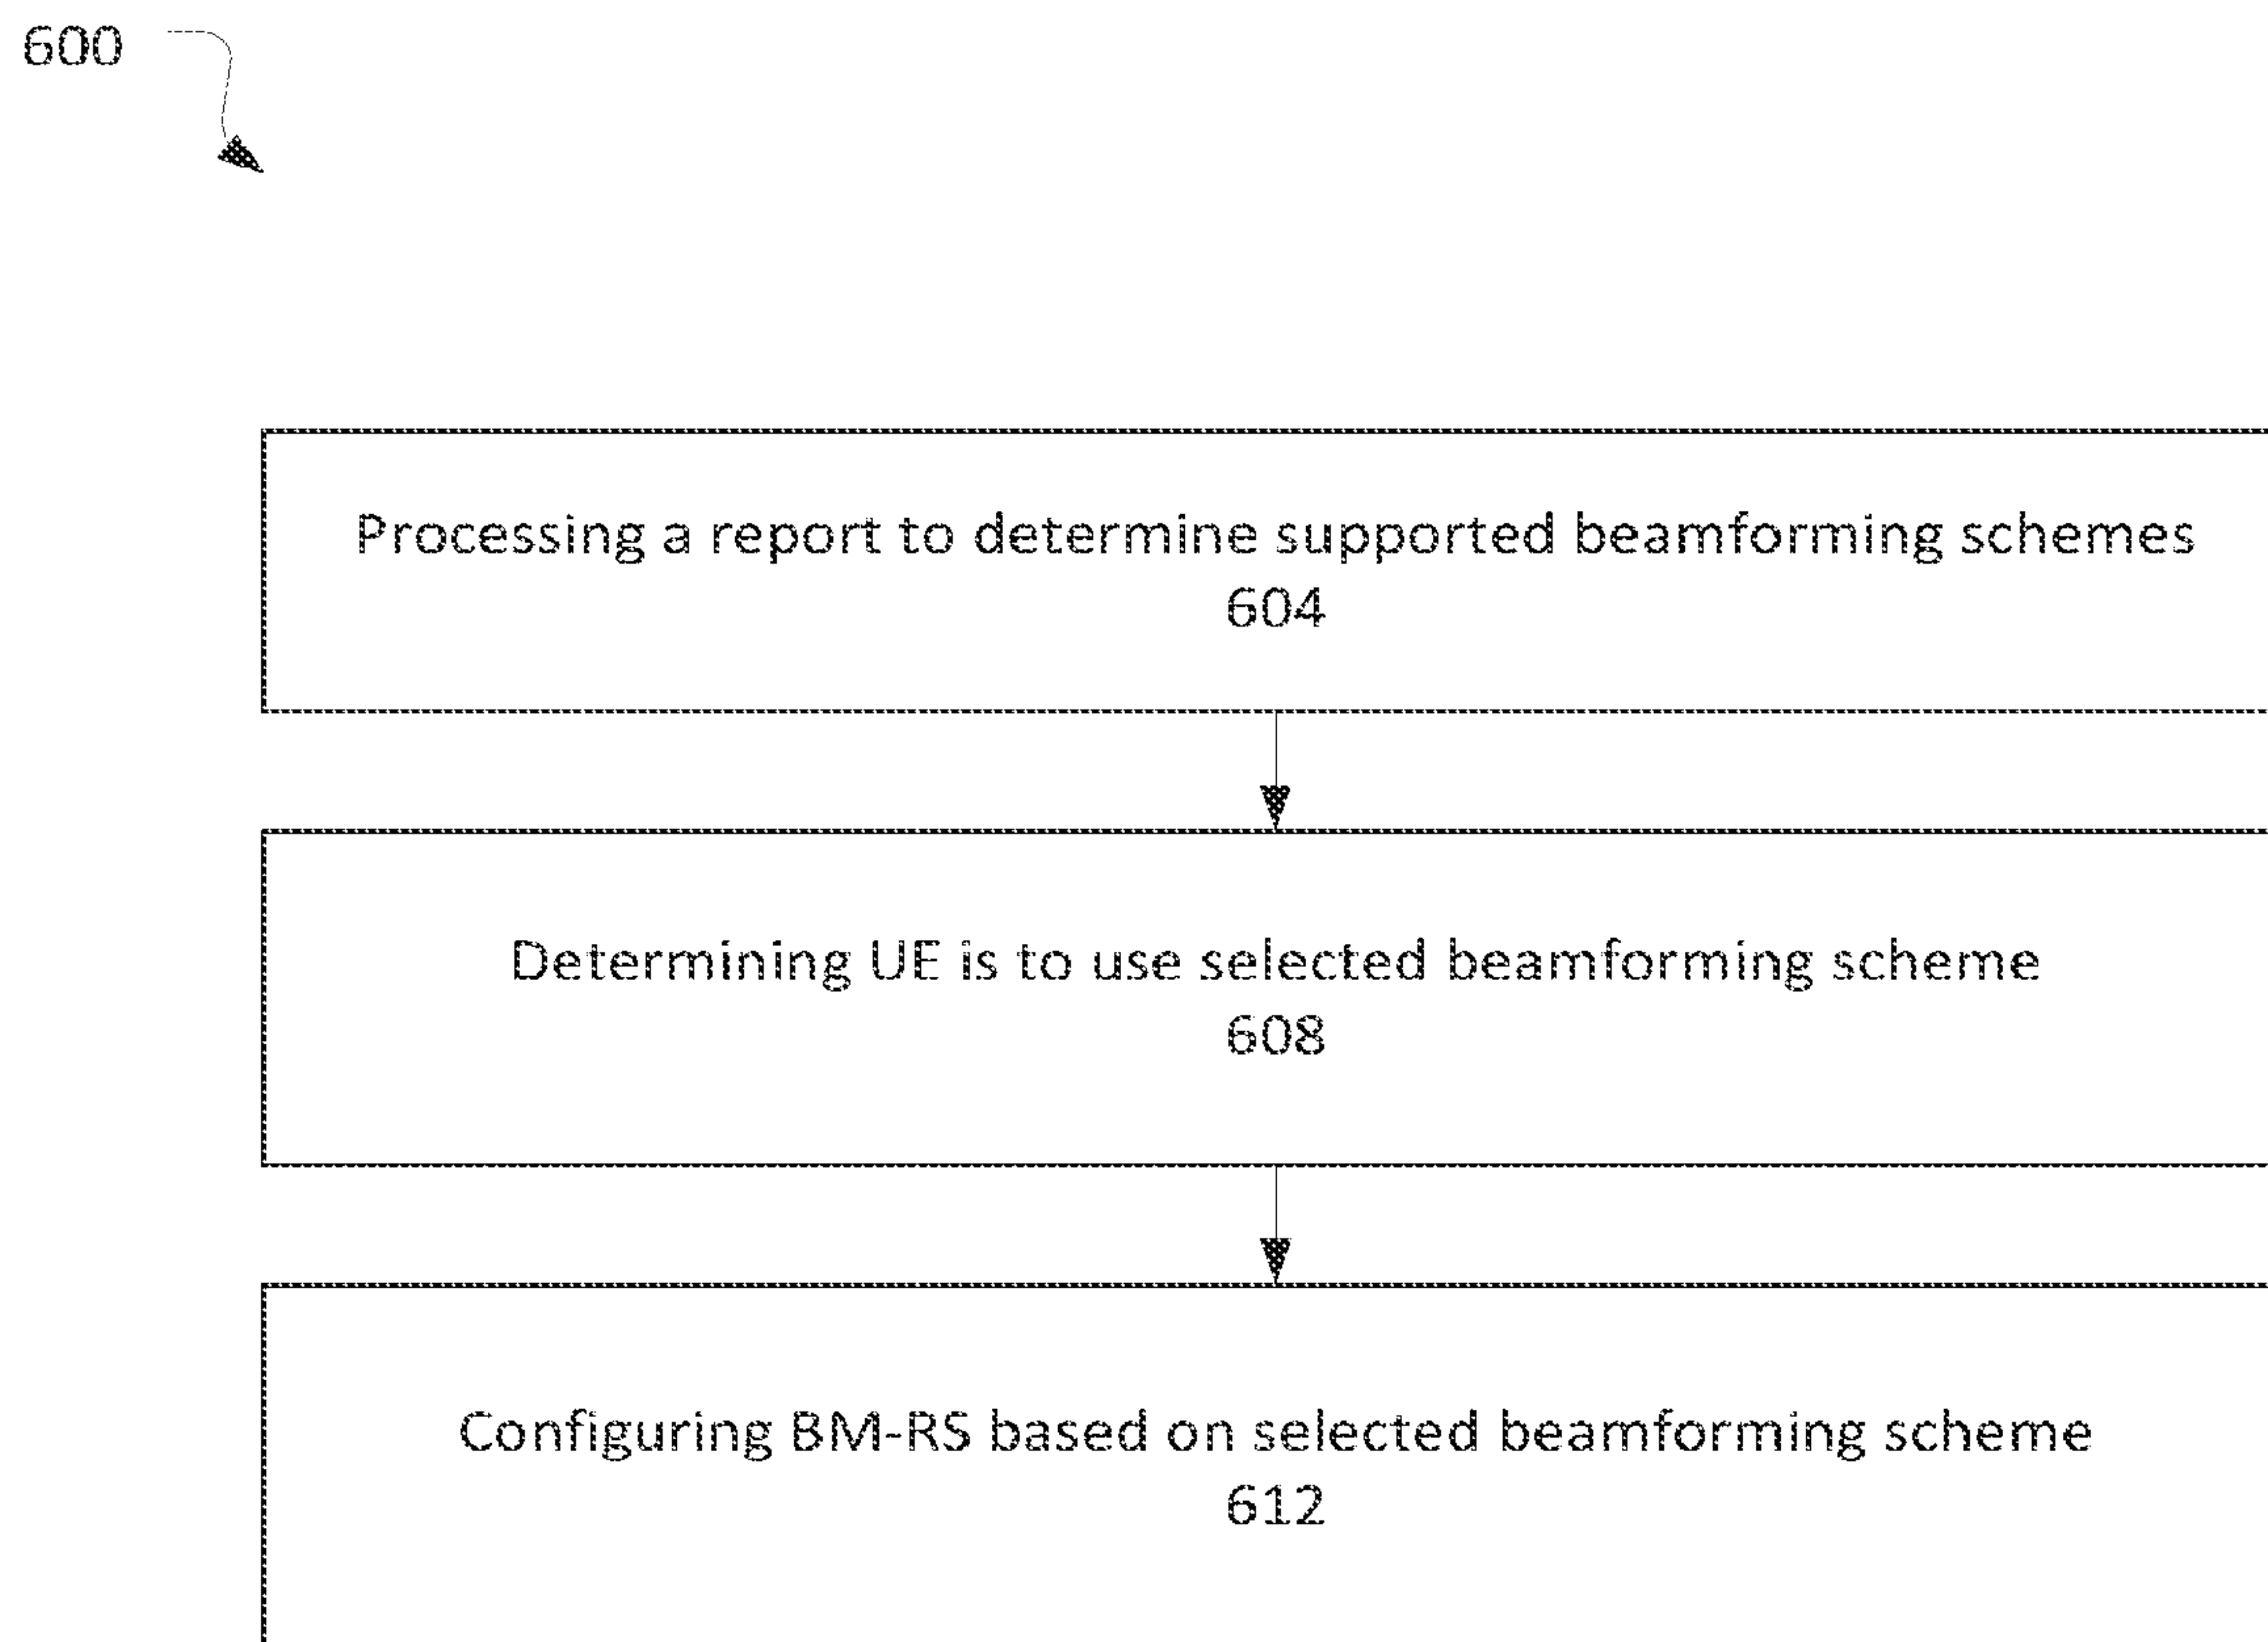 600
Processing a report to determine supported beamforming schemes
604
Determining UE is to use selected beamforming scheme
608
Configuring BM-RS based on selected beamforming scheme
612